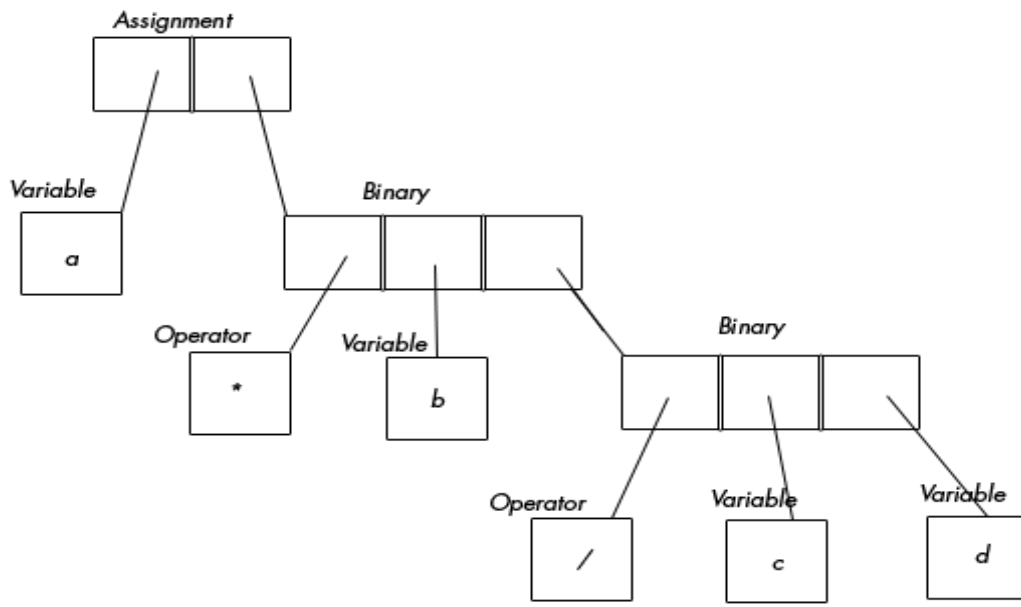 Assignment
Variable
Binary
a
Operator
Variable
Binary
*
b
Operator
Variable
Variable
/
c
d